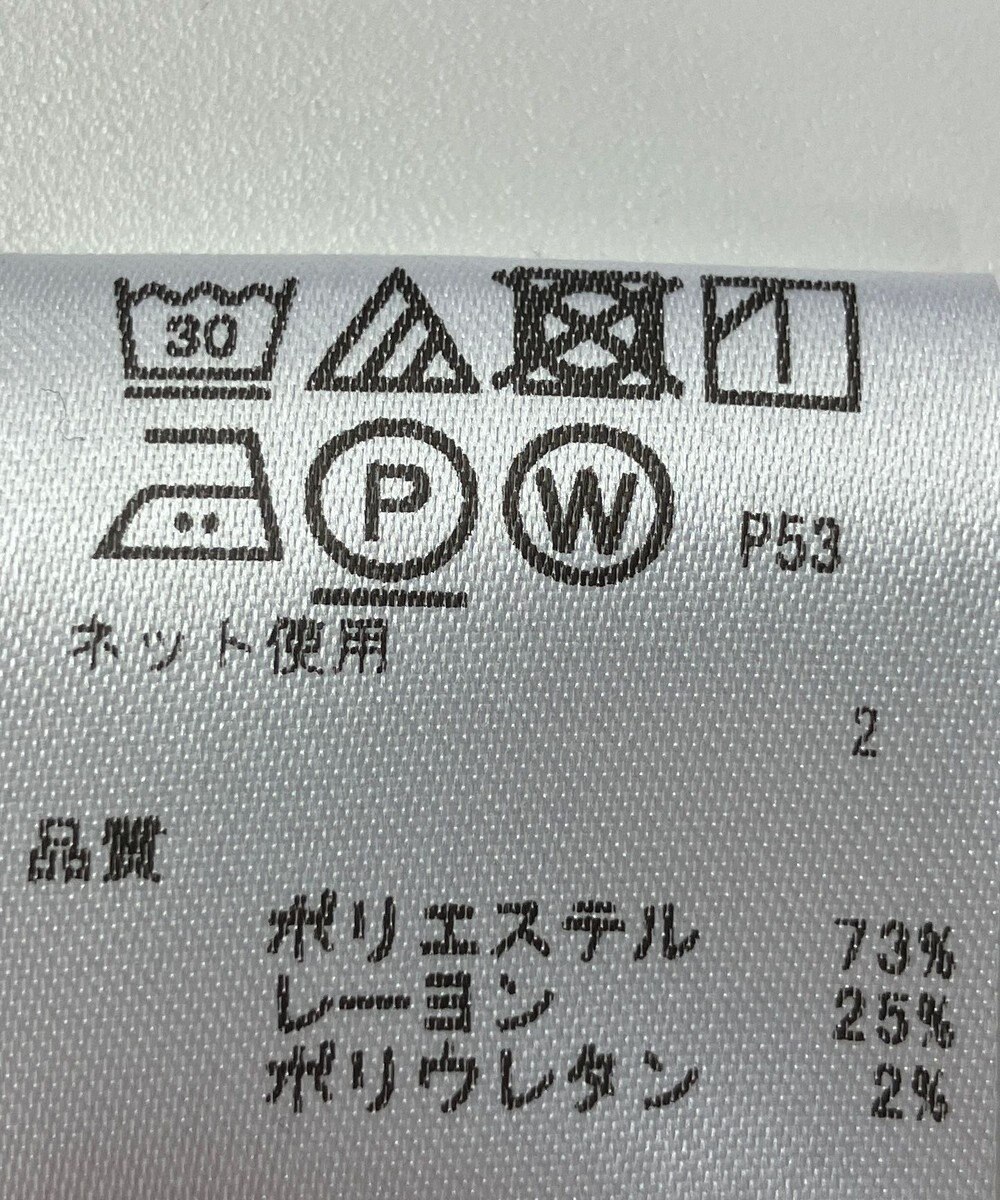 30
P W P53
ネット使用
2
品質
ポリエステル 73%
レーヨン 25%
ポリウレタン 2%